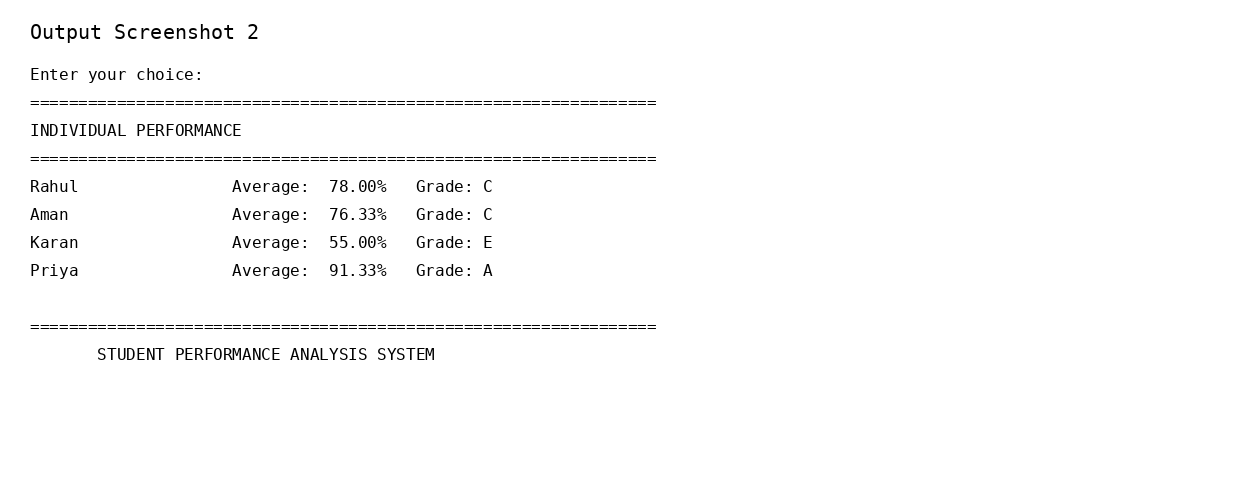 Output Screenshot 2
Enter your choice:
=================================================================
INDIVIDUAL PERFORMANCE
=================================================================
Rahul                Average:  78.00%   Grade: C
Aman                 Average:  76.33%   Grade: C
Karan                Average:  55.00%   Grade: E
Priya                Average:  91.33%   Grade: A
=================================================================
       STUDENT PERFORMANCE ANALYSIS SYSTEM